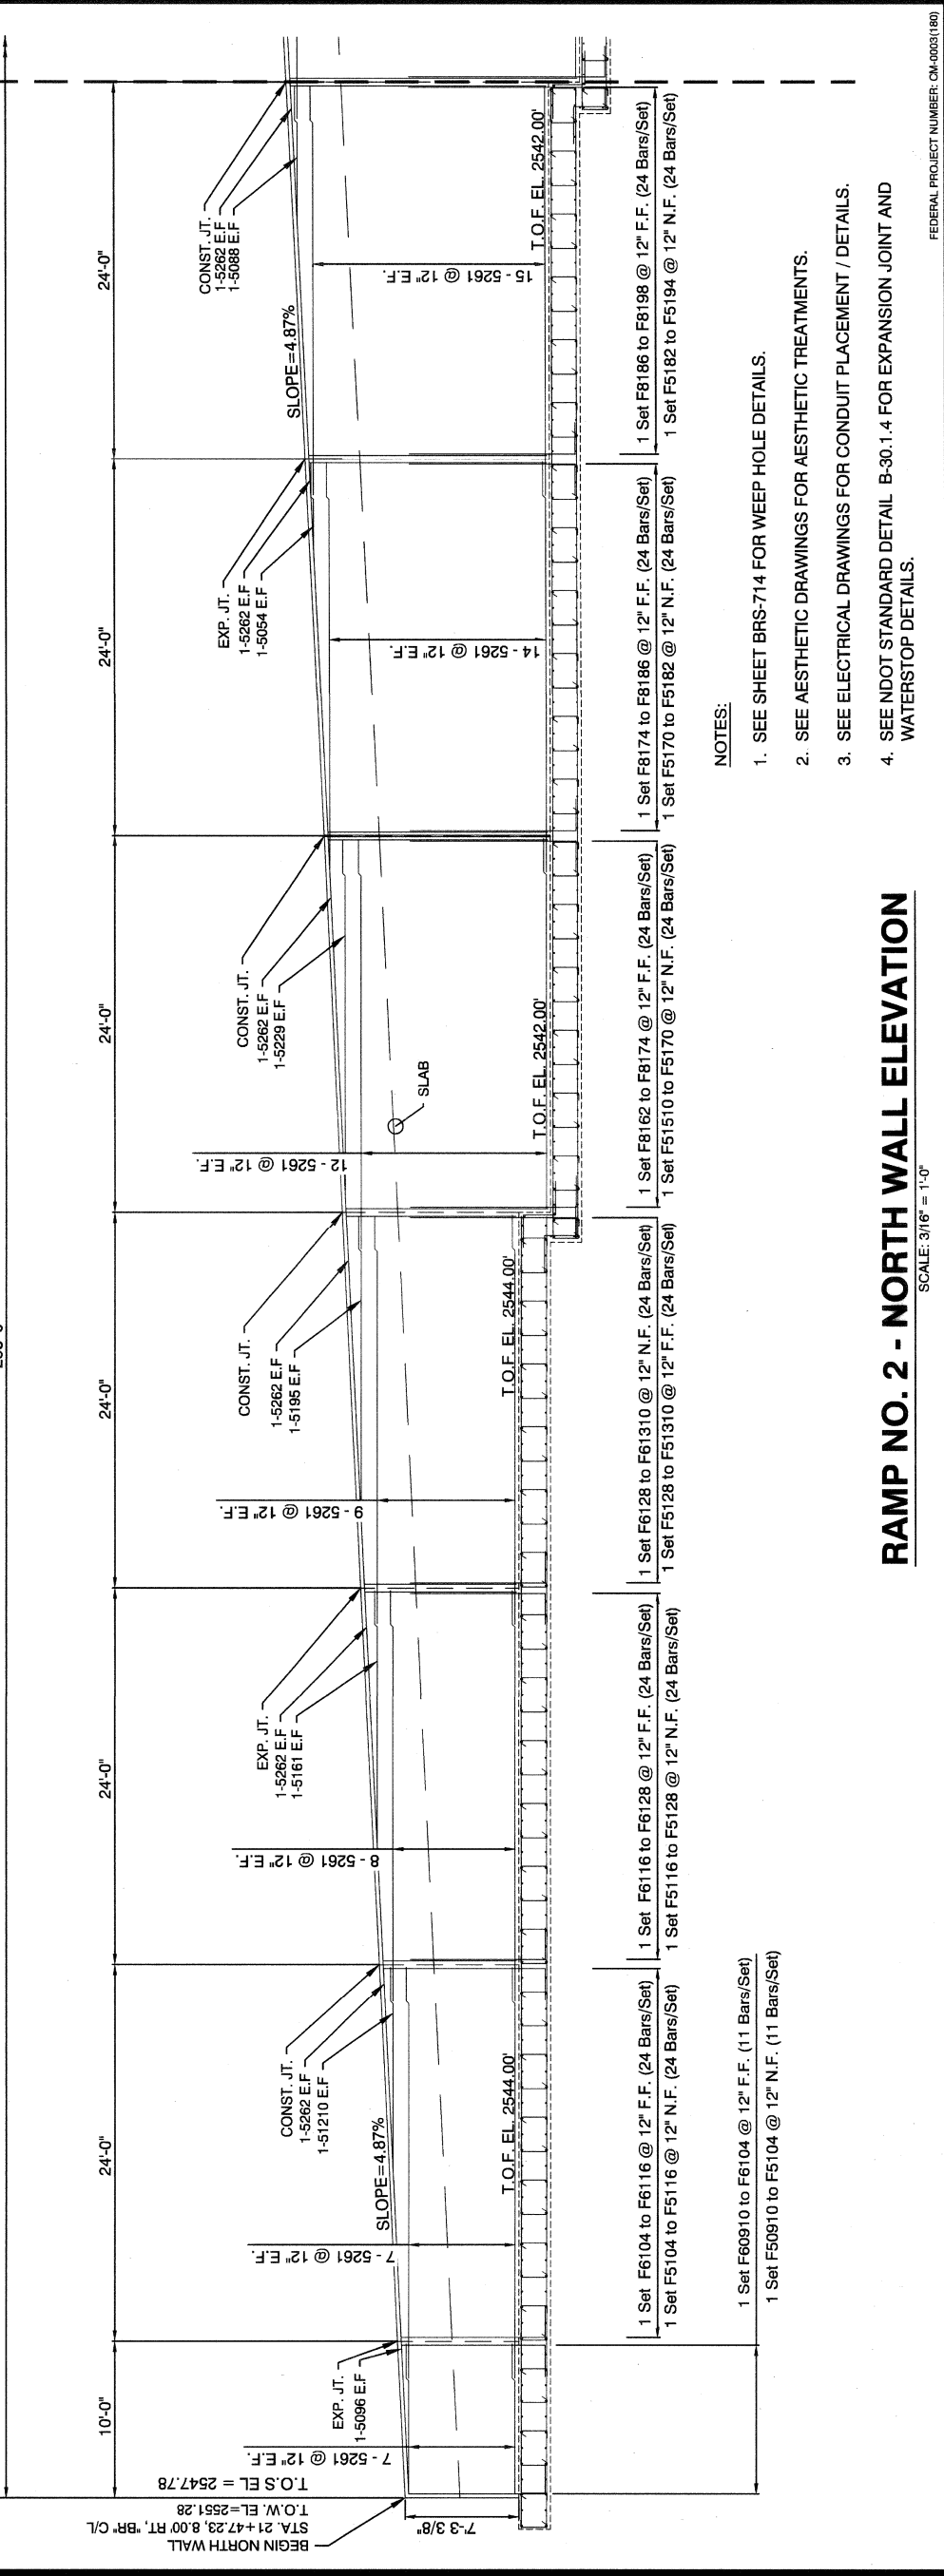 BEGIN NORTH WALL
STA. 21+47.23, 8.00' RT, "BR" C/L
T.O.W. EL=2551.28
T.O.S EL = 2547.78
10'-0"
24'-0"
24'-0"
24'-0"
24'-0"
24'-0"
24'-0"
7'-3 3/8"
7 - 5261 @ 12" E.F.
EXP. JT.
1-5096 E.F
7 - 5261 @ 12" E.F.
SLOPE=4.87%
CONST. JT.
1-5262 E.F
1-51210 E.F
T.O.F. EL. 2544.00'
8 - 5261 @ 12" E.F.
EXP. JT.
1-5262 E.F
1-5161 E.F
9 - 5261 @ 12" E.F.
CONST. JT.
1-5262 E.F
1-5195 E.F
T.O.F. EL. 2544.00'
12 - 5261 @ 12" E.F.
SLAB
CONST. JT.
1-5262 E.F
1-5229 E.F
T.O.F. EL. 2542.00'
14 - 5261 @ 12" E.F.
EXP. JT.
1-5262 E.F
1-5054 E.F
SLOPE=4.87%
15 - 5261 @ 12" E.F.
CONST. JT.
1-5262 E.F
1-5088 E.F
T.O.F. EL. 2542.00'
1 Set F60910 to F6104 @ 12" F.F. (11 Bars/Set)
1 Set F50910 to F5104 @ 12" N.F. (11 Bars/Set)
1 Set F6104 to F6116 @ 12" F.F. (24 Bars/Set)
1 Set F5104 to F5116 @ 12" N.F. (24 Bars/Set)
1 Set F6116 to F6128 @ 12" F.F. (24 Bars/Set)
1 Set F5116 to F5128 @ 12" N.F. (24 Bars/Set)
1 Set F6128 to F61310 @ 12" N.F. (24 Bars/Set)
1 Set F5128 to F51310 @ 12" F.F. (24 Bars/Set)
1 Set F8162 to F8174 @ 12" F.F. (24 Bars/Set)
1 Set F51510 to F5170 @ 12" N.F. (24 Bars/Set)
1 Set F8174 to F8186 @ 12" F.F. (24 Bars/Set)
1 Set F5170 to F5182 @ 12" N.F. (24 Bars/Set)
1 Set F8186 to F8198 @ 12" F.F. (24 Bars/Set)
1 Set F5182 to F5194 @ 12" N.F. (24 Bars/Set)
NOTES:
1. SEE SHEET BRS-714 FOR WEEP HOLE DETAILS.
2. SEE AESTHETIC DRAWINGS FOR AESTHETIC TREATMENTS.
3. SEE ELECTRICAL DRAWINGS FOR CONDUIT PLACEMENT / DETAILS.
4. SEE NDOT STANDARD DETAIL B-30.1.4 FOR EXPANSION JOINT AND
WATERSTOP DETAILS.
RAMP NO. 2 - NORTH WALL ELEVATION
SCALE: 3/16" = 1'-0"
FEDERAL PROJECT NUMBER: CM-0003(180)